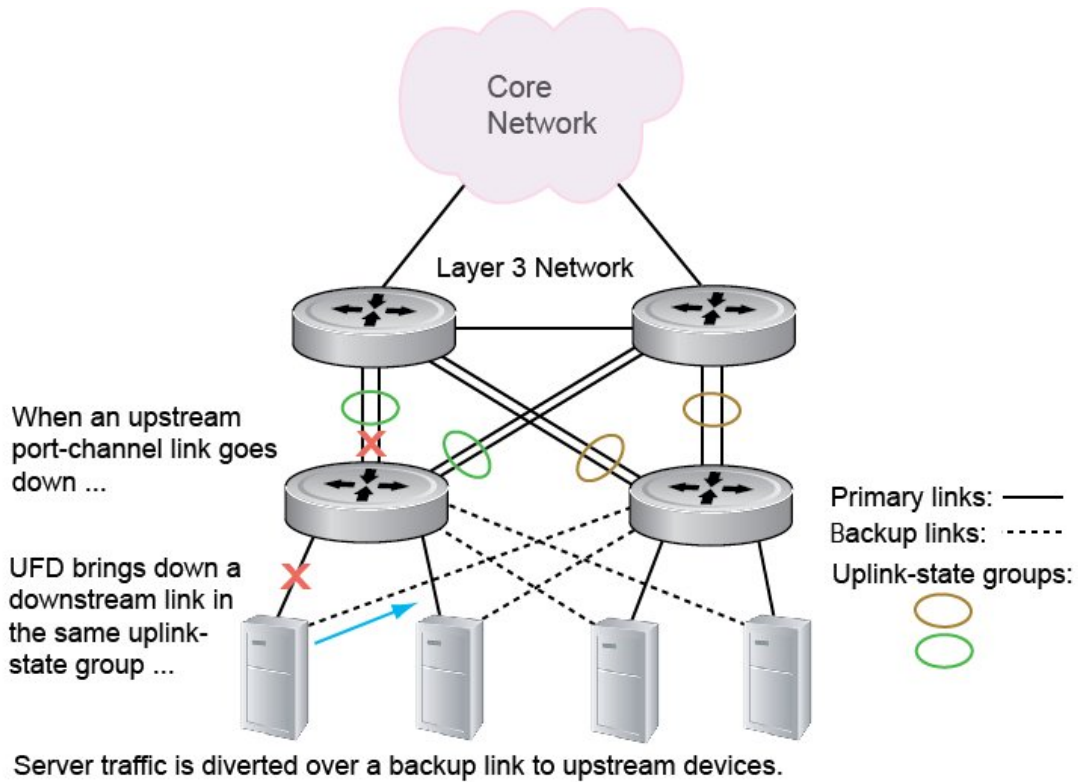 Core
Network
Layer 3 Network
When an upstream
port-channel link goes
down ...
UFD brings down a
downstream link in
the same uplink-
state group ...
Primary links:
Backup links:
Uplink-state groups:
Server traffic is diverted over a backup link to upstream devices.